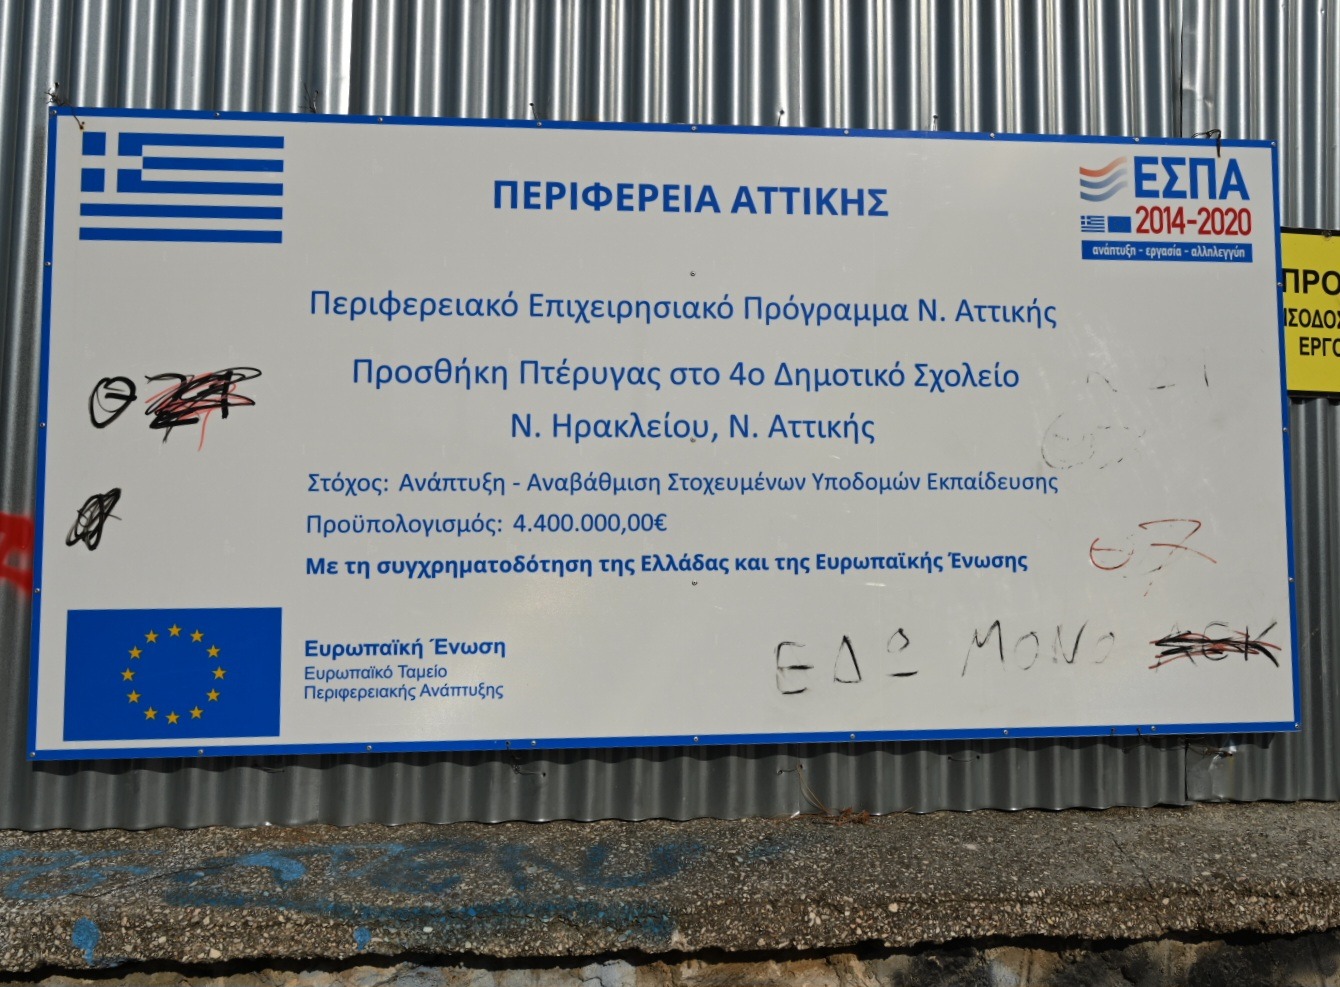 ΠΕΡΙΦΕΡΕΙΑ ΑΤΤΙΚΗΣ
ΕΣΠΑ
2014-2020
ανάπτυξη - εργασία - αλληλεγγύη
Περιφερειακό Επιχειρησιακό Πρόγραμμα Ν. Αττικής
Προσθήκη Πτέρυγας στο 4ο Δημοτικό Σχολείο
Ν. Ηρακλείου, Ν. Αττικής
Στόχος: Ανάπτυξη - Αναβάθμιση Στοχευμένων Υποδομών Εκπαίδευσης
Προϋπολογισμός: 4.400.000,00€
Με τη συγχρηματοδότηση της Ελλάδας και της Ευρωπαϊκής Ένωσης
Ευρωπαϊκή Ένωση
Ευρωπαϊκό Ταμείο
Περιφερειακής Ανάπτυξης
Θ 7
ΕΔΩ ΜΟΝΟ
ΠΡΟ
ΙΣΟΔΟΣ
ΕΡΓΟ